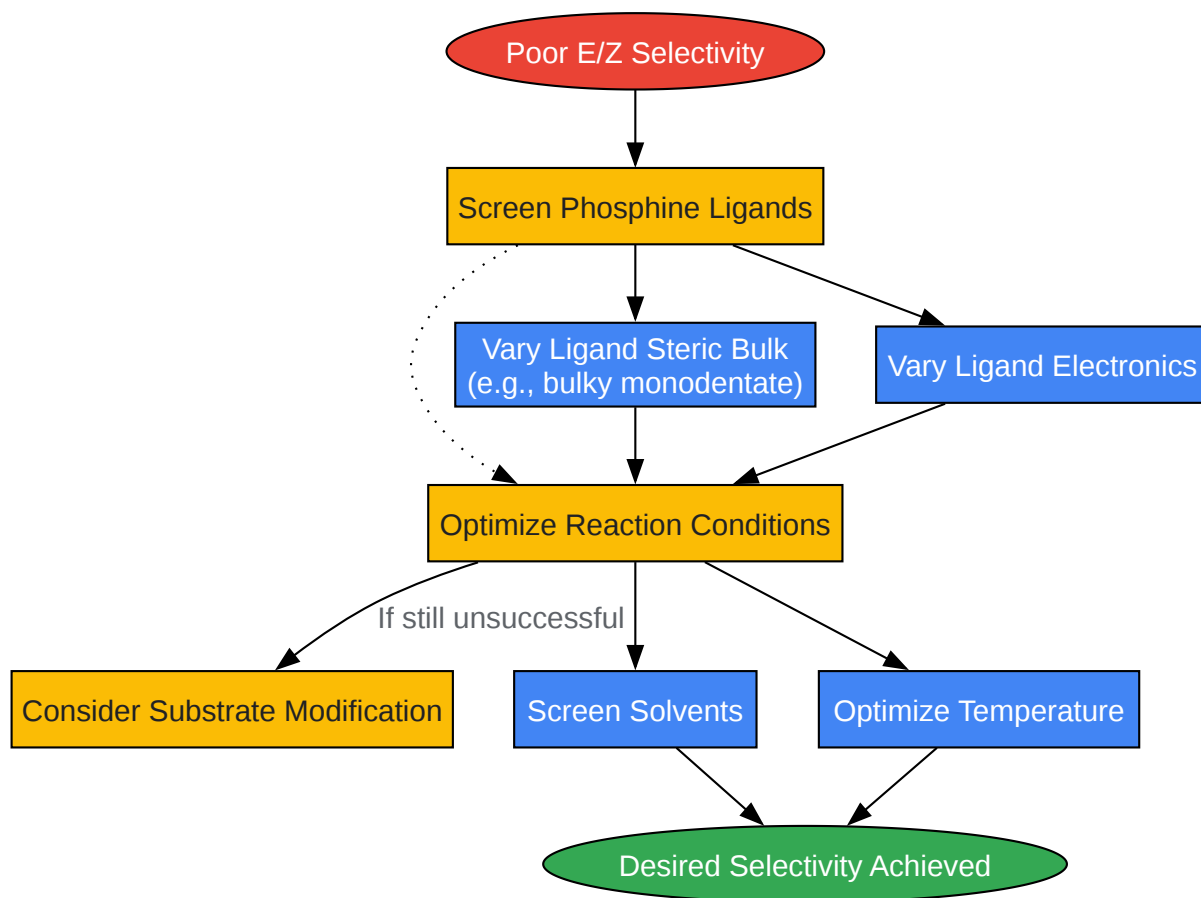 Poor E/Z Selectivity
Screen Phosphine Ligands
Vary Ligand Steric Bulk
(e.g., bulky monodentate)
Vary Ligand Electronics
Optimize Reaction Conditions
If still unsuccessful
Consider Substrate Modification
Screen Solvents
Optimize Temperature
Desired Selectivity Achieved